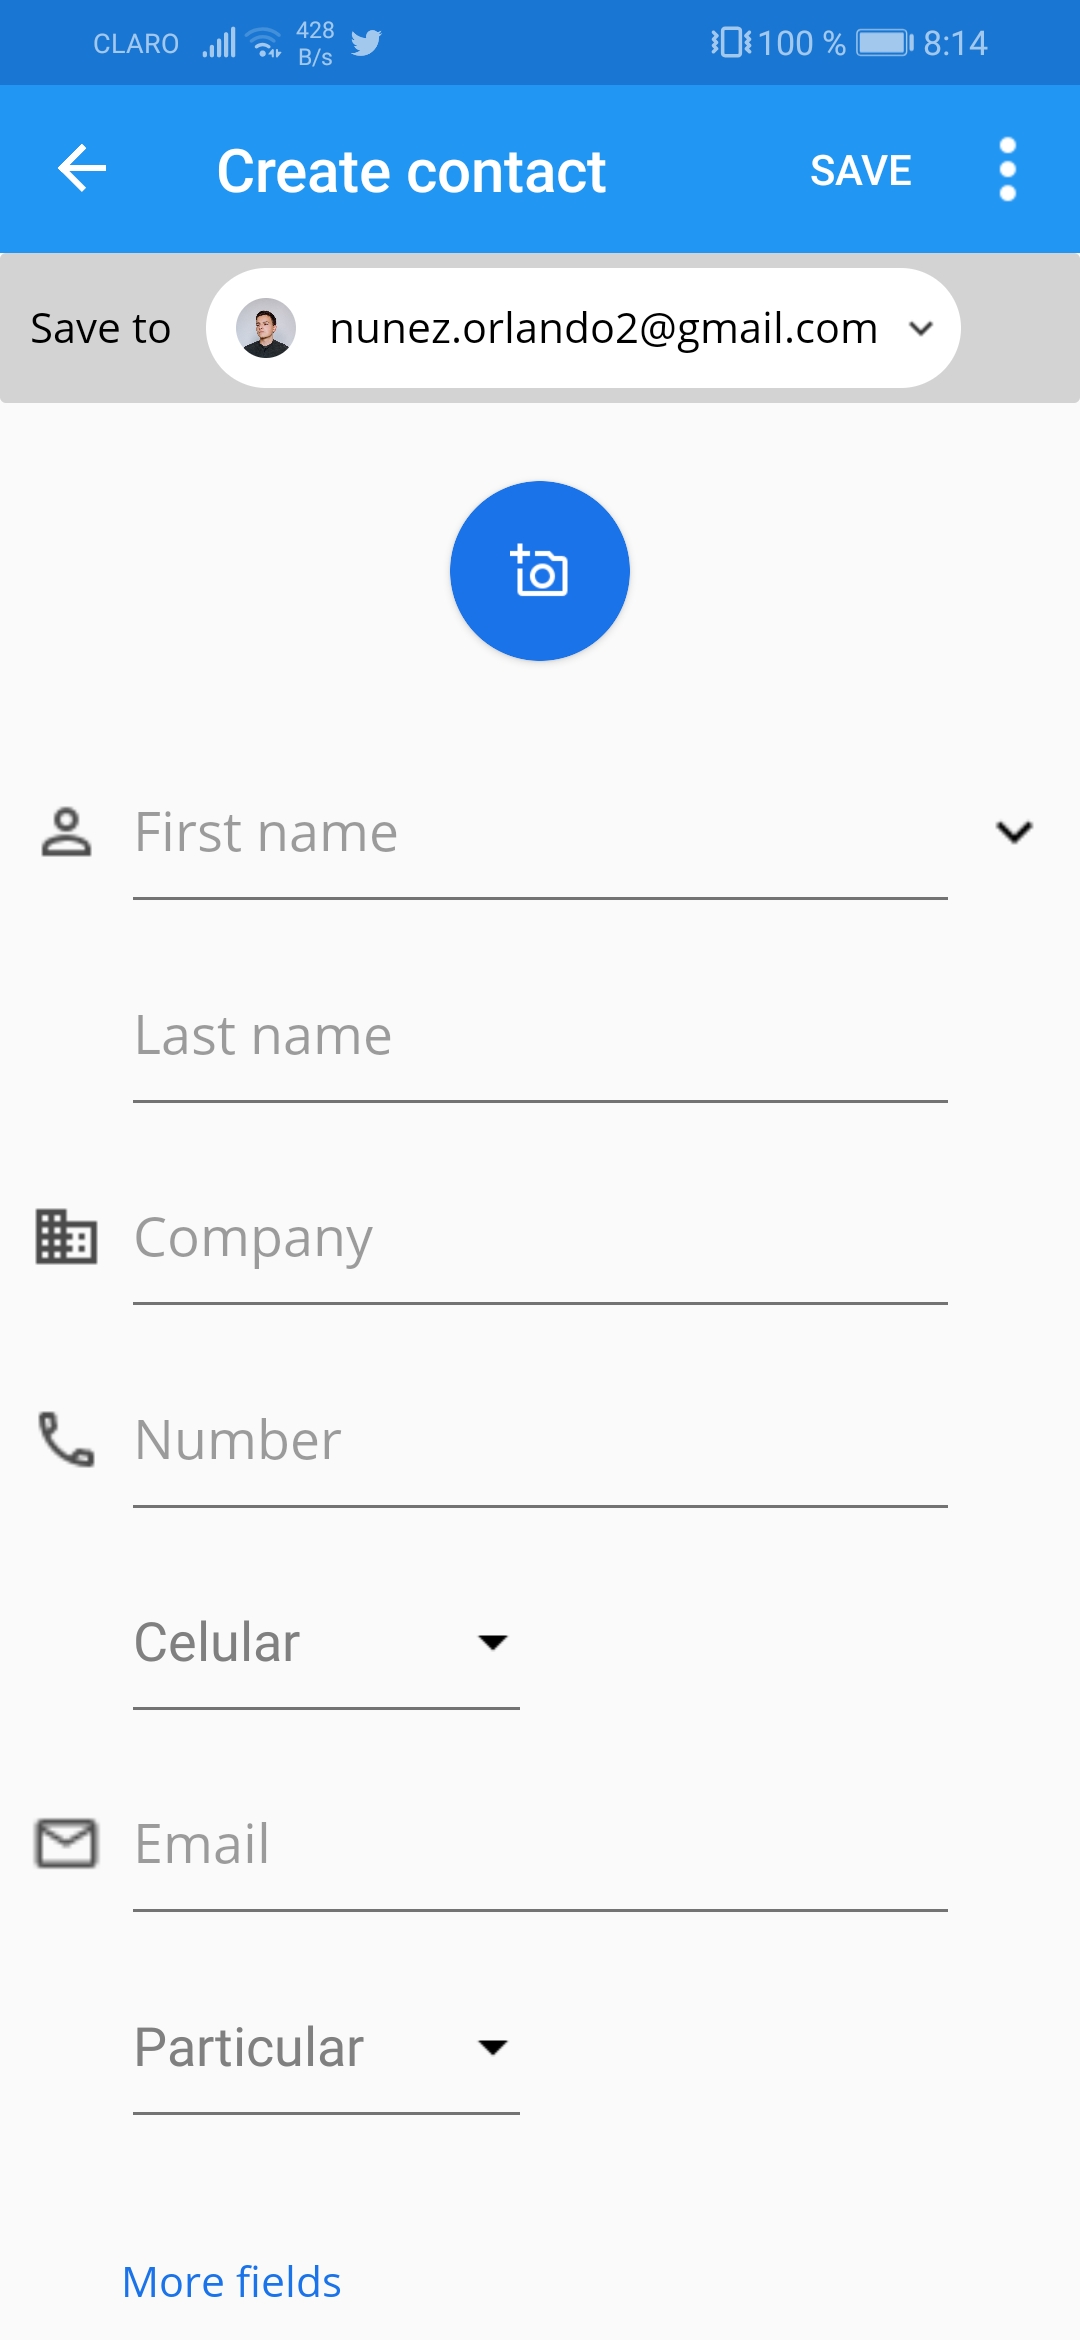 CLARO 428 B/s 100 % 8:14
Create contact SAVE
Save to nunez.orlando2@gmail.com
First name
Last name
Company
Number
Celular
Email
Particular
More fields